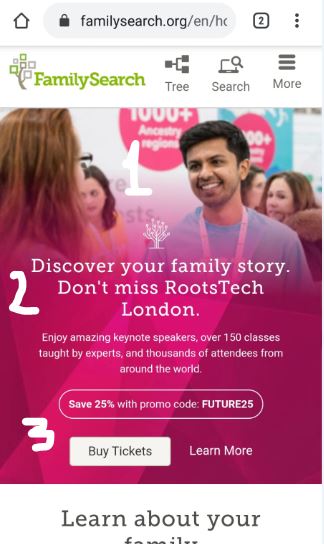 familysearch.org/en/ho
2
FamilySearch
Tree
Search
More
1000+
Ancestry
regions
1
Discover your family story.
2
Don't miss RootsTech
London.
Enjoy amazing keynote speakers, over 150 classes
taught by experts, and thousands of attendees from
around the world.
Save 25% with promo code: FUTURE25
3
Buy Tickets
Learn More
Learn about your
family